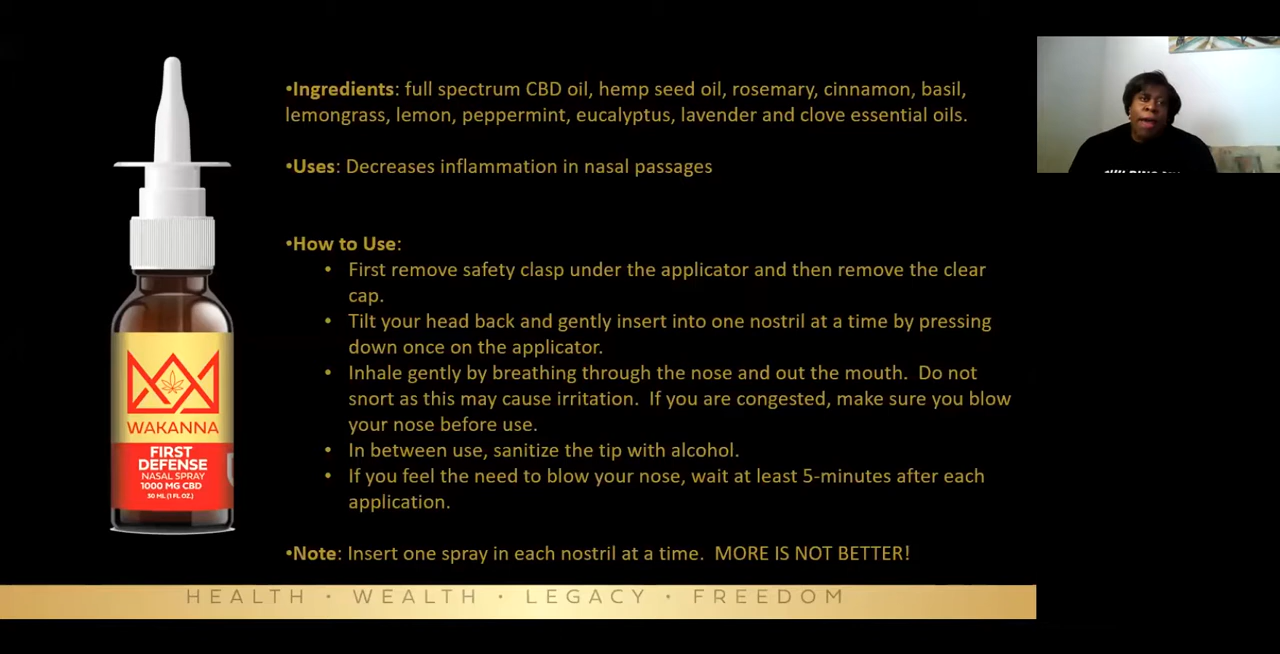 •Ingredients: full spectrum CBD oil, hemp seed oil, rosemary, cinnamon, basil,
lemongrass, lemon, peppermint, eucalyptus, lavender and clove essential oils.
•Uses: Decreases inflammation in nasal passages
•How to Use:
• First remove safety clasp under the applicator and then remove the clear
cap.
• Tilt your head back and gently insert into one nostril at a time by pressing
down once on the applicator.
• Inhale gently by breathing through the nose and out the mouth.  Do not
snort as this may cause irritation.  If you are congested, make sure you blow
your nose before use.
• In between use, sanitize the tip with alcohol.
• If you feel the need to blow your nose, wait at least 5-minutes after each
application.
•Note: Insert one spray in each nostril at a time.  MORE IS NOT BETTER!
WAKANNA
FIRST
DEFENSE
NASAL SPRAY
1000 MG CBD
30 ML (1 FL OZ.)
HEALTH • WEALTH • LEGACY • FREEDOM